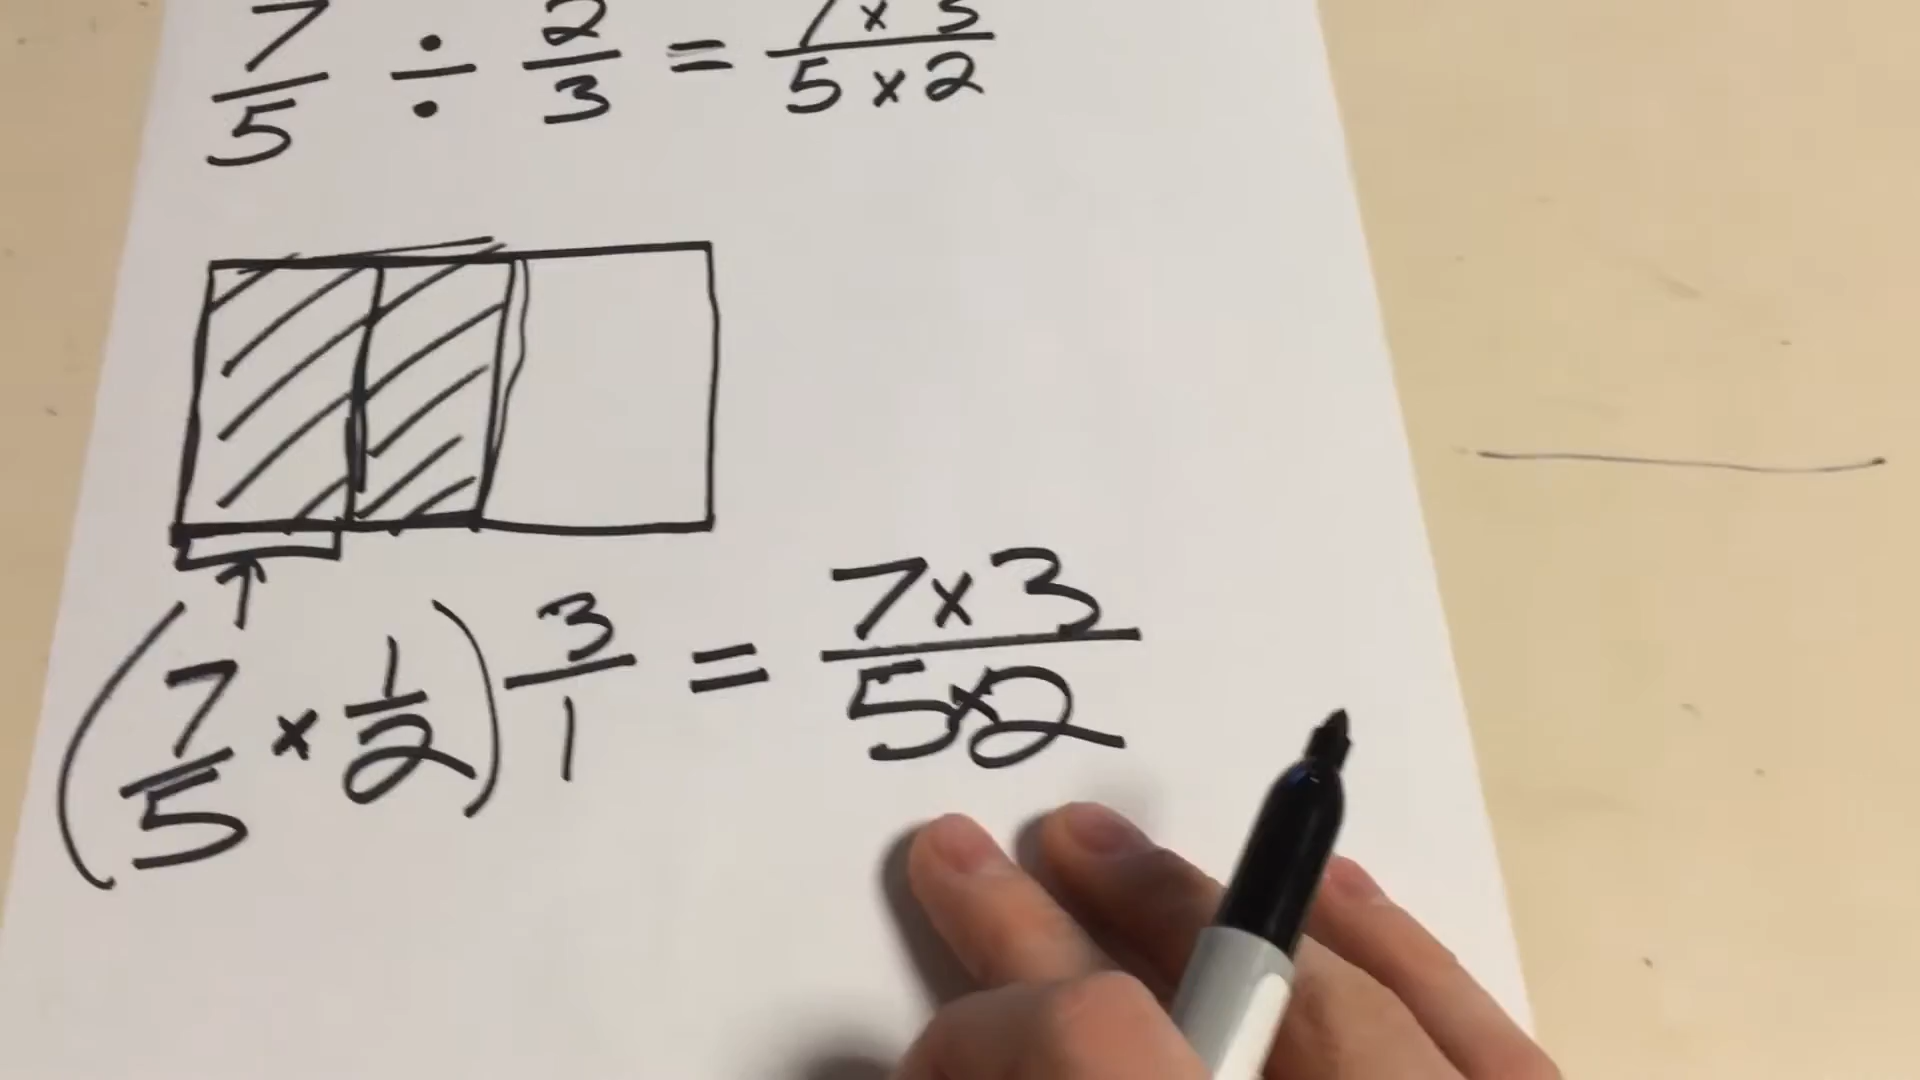 7/5 ÷ 2/3 = 7 x 3/5 x 2
(7/5 x 1/2) 3/1 = 7 x 3/5 x 2